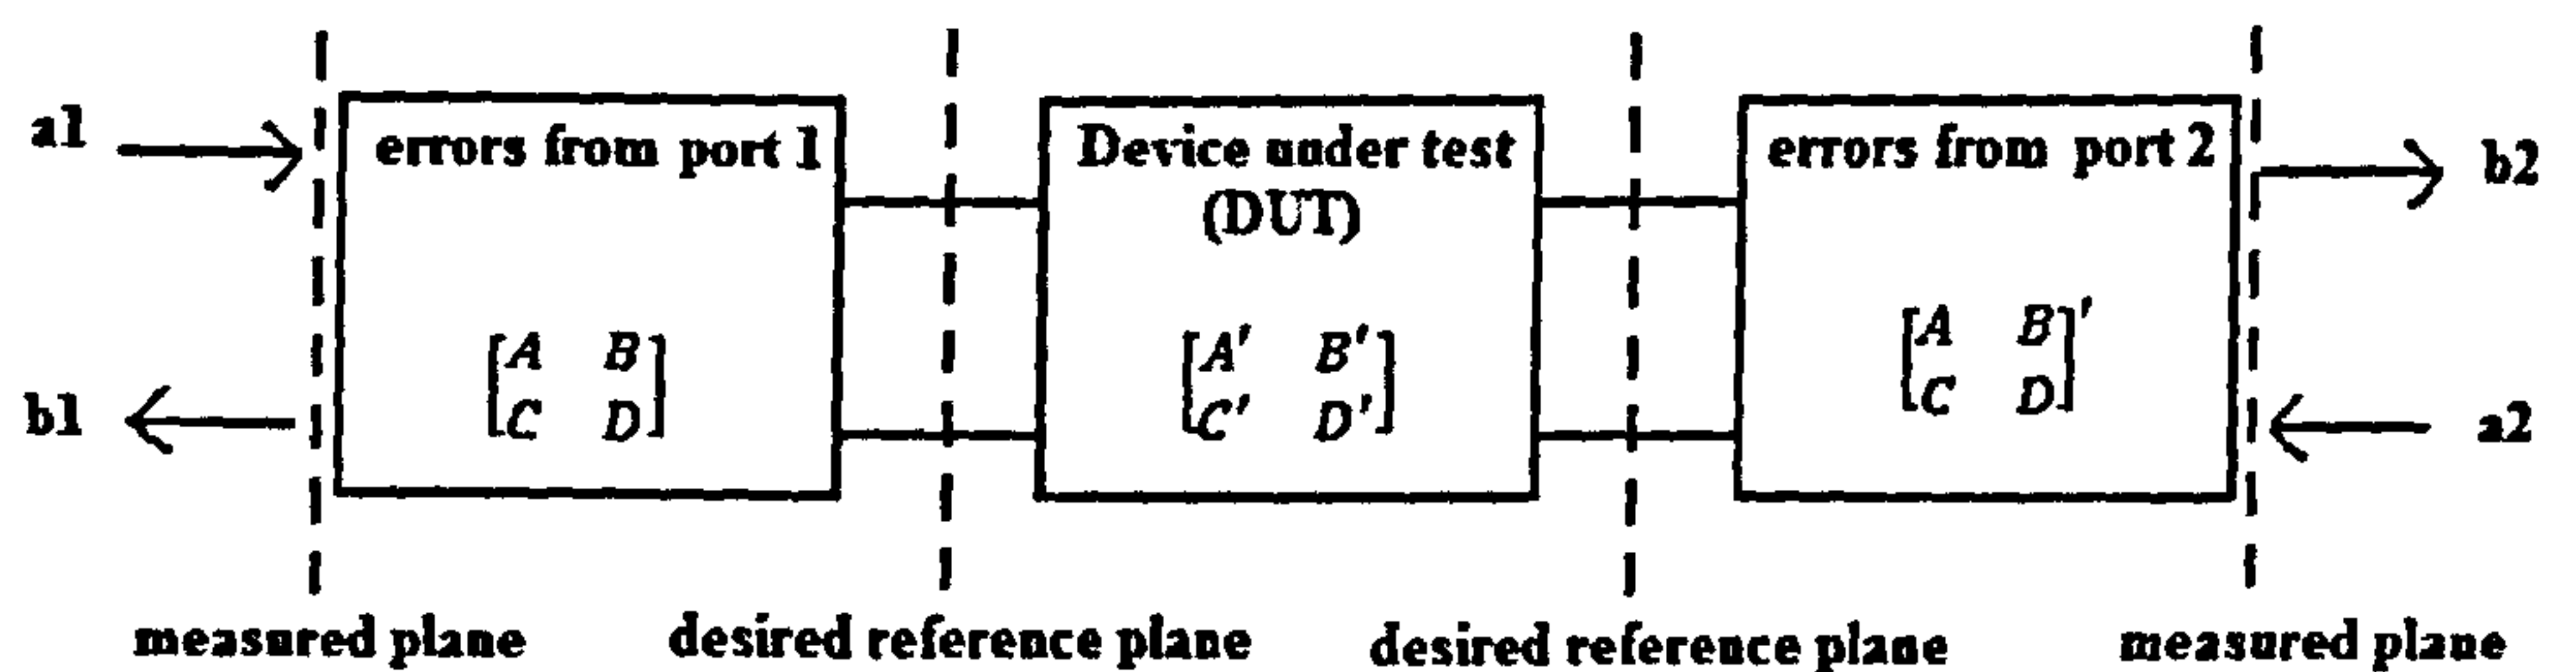 a1
b1
errors from port 1
[A B
C D]
Device under test
(DUT)
[A' B'
C' D']
errors from port 2
[A B
C D]'
b2
a2
measured plane
desired reference plane
desired reference plane
measured plane